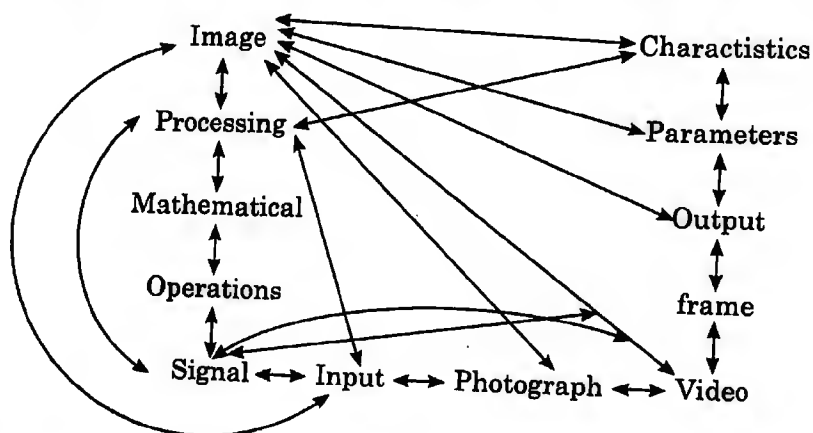 Image
Charactistics
Processing
Parameters
Mathematical
Output
Operations
frame
Signal
Input
Photograph
Video